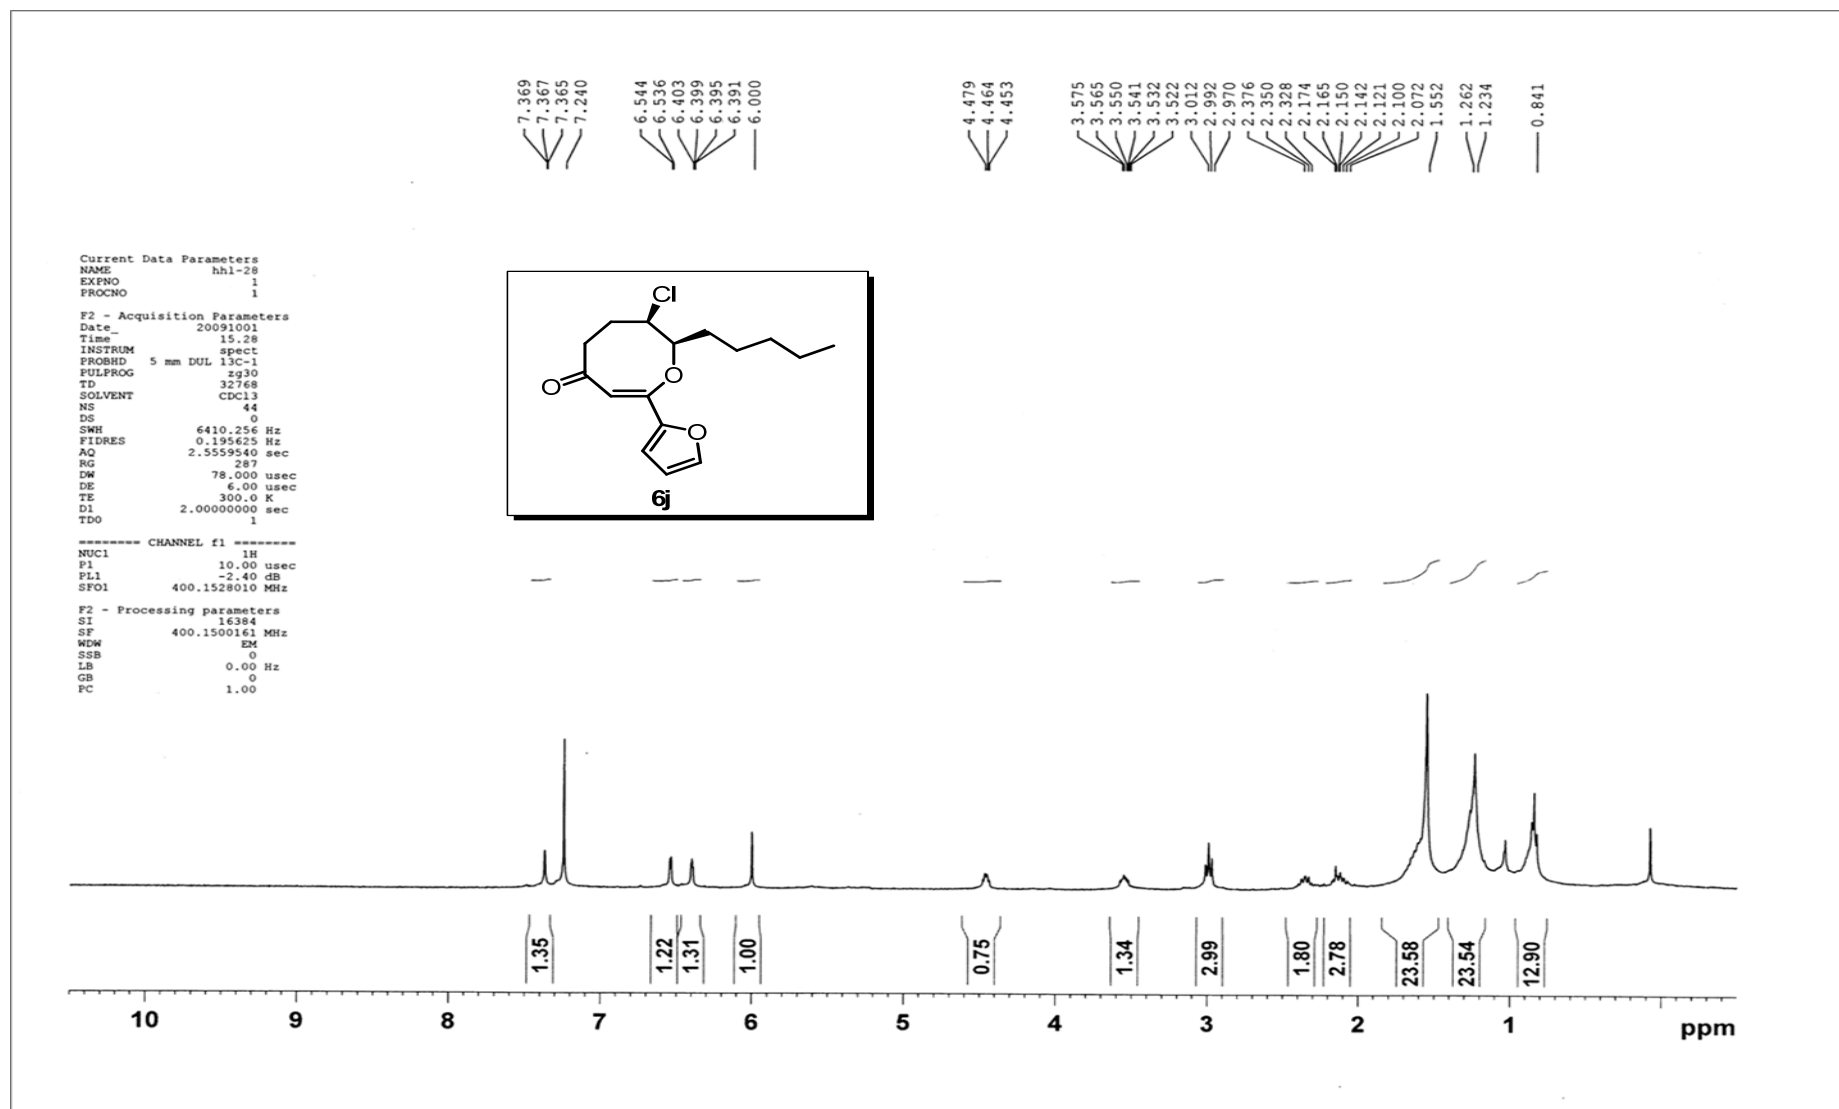 7.369
7.367
7.365
7.240
6.544
6.536
6.403
6.399
6.395
6.391
6.000
4.479
4.464
4.453
3.575
3.565
3.550
3.541
3.532
3.522
3.012
2.992
2.970
2.376
2.350
2.328
2.174
2.165
2.150
2.142
2.121
2.100
2.072
1.552
1.262
1.234
0.841
Current Data Parameters
NAME hhl-28
EXPNO 1
PROCNO 1
F2 - Acquisition Parameters
Date_ 20091001
Time 15.28
INSTRUM spect
PROBHD 5 mm DUL 13C-1
PULPROG zg30
TD 32768
SOLVENT CDCl3
NS 44
DS 0
SWH 6410.256 Hz
FIDRES 0.195625 Hz
AQ 2.5559540 sec
RG 287
DW 78.000 usec
DE 6.00 usec
TE 300.0 K
D1 2.00000000 sec
TD0 1
======== CHANNEL f1 ========
NUC1 1H
P1 10.00 usec
PL1 -2.40 dB
SFO1 400.1528010 MHz
F2 - Processing parameters
SI 16384
SF 400.1500161 MHz
WDW EM
SSB 0
LB 0.00 Hz
GB 0
PC 1.00
Cl
O
O
O
6j
1.35
1.22
1.31
1.00
0.75
1.34
2.99
1.80
2.78
23.58
23.54
12.90
10 9 8 7 6 5 4 3 2 1 ppm